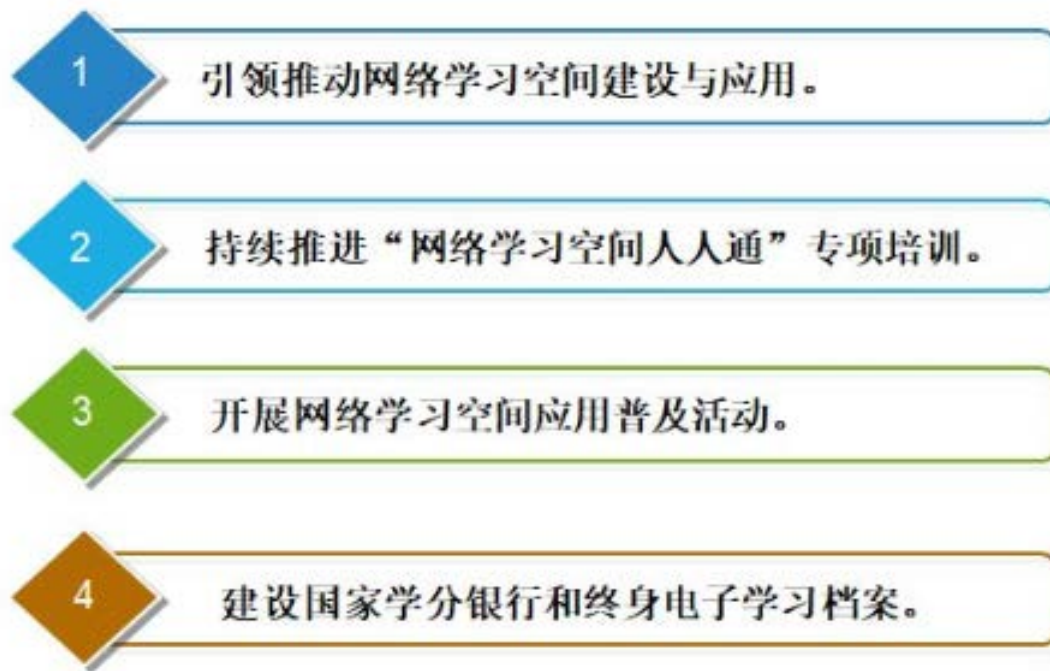 1
引领推动网络学习空间建设与应用。
2
持续推进“网络学习空间人人通”专项培训。
3
开展网络学习空间应用普及活动。
4
建设国家学分银行和终身电子学习档案。